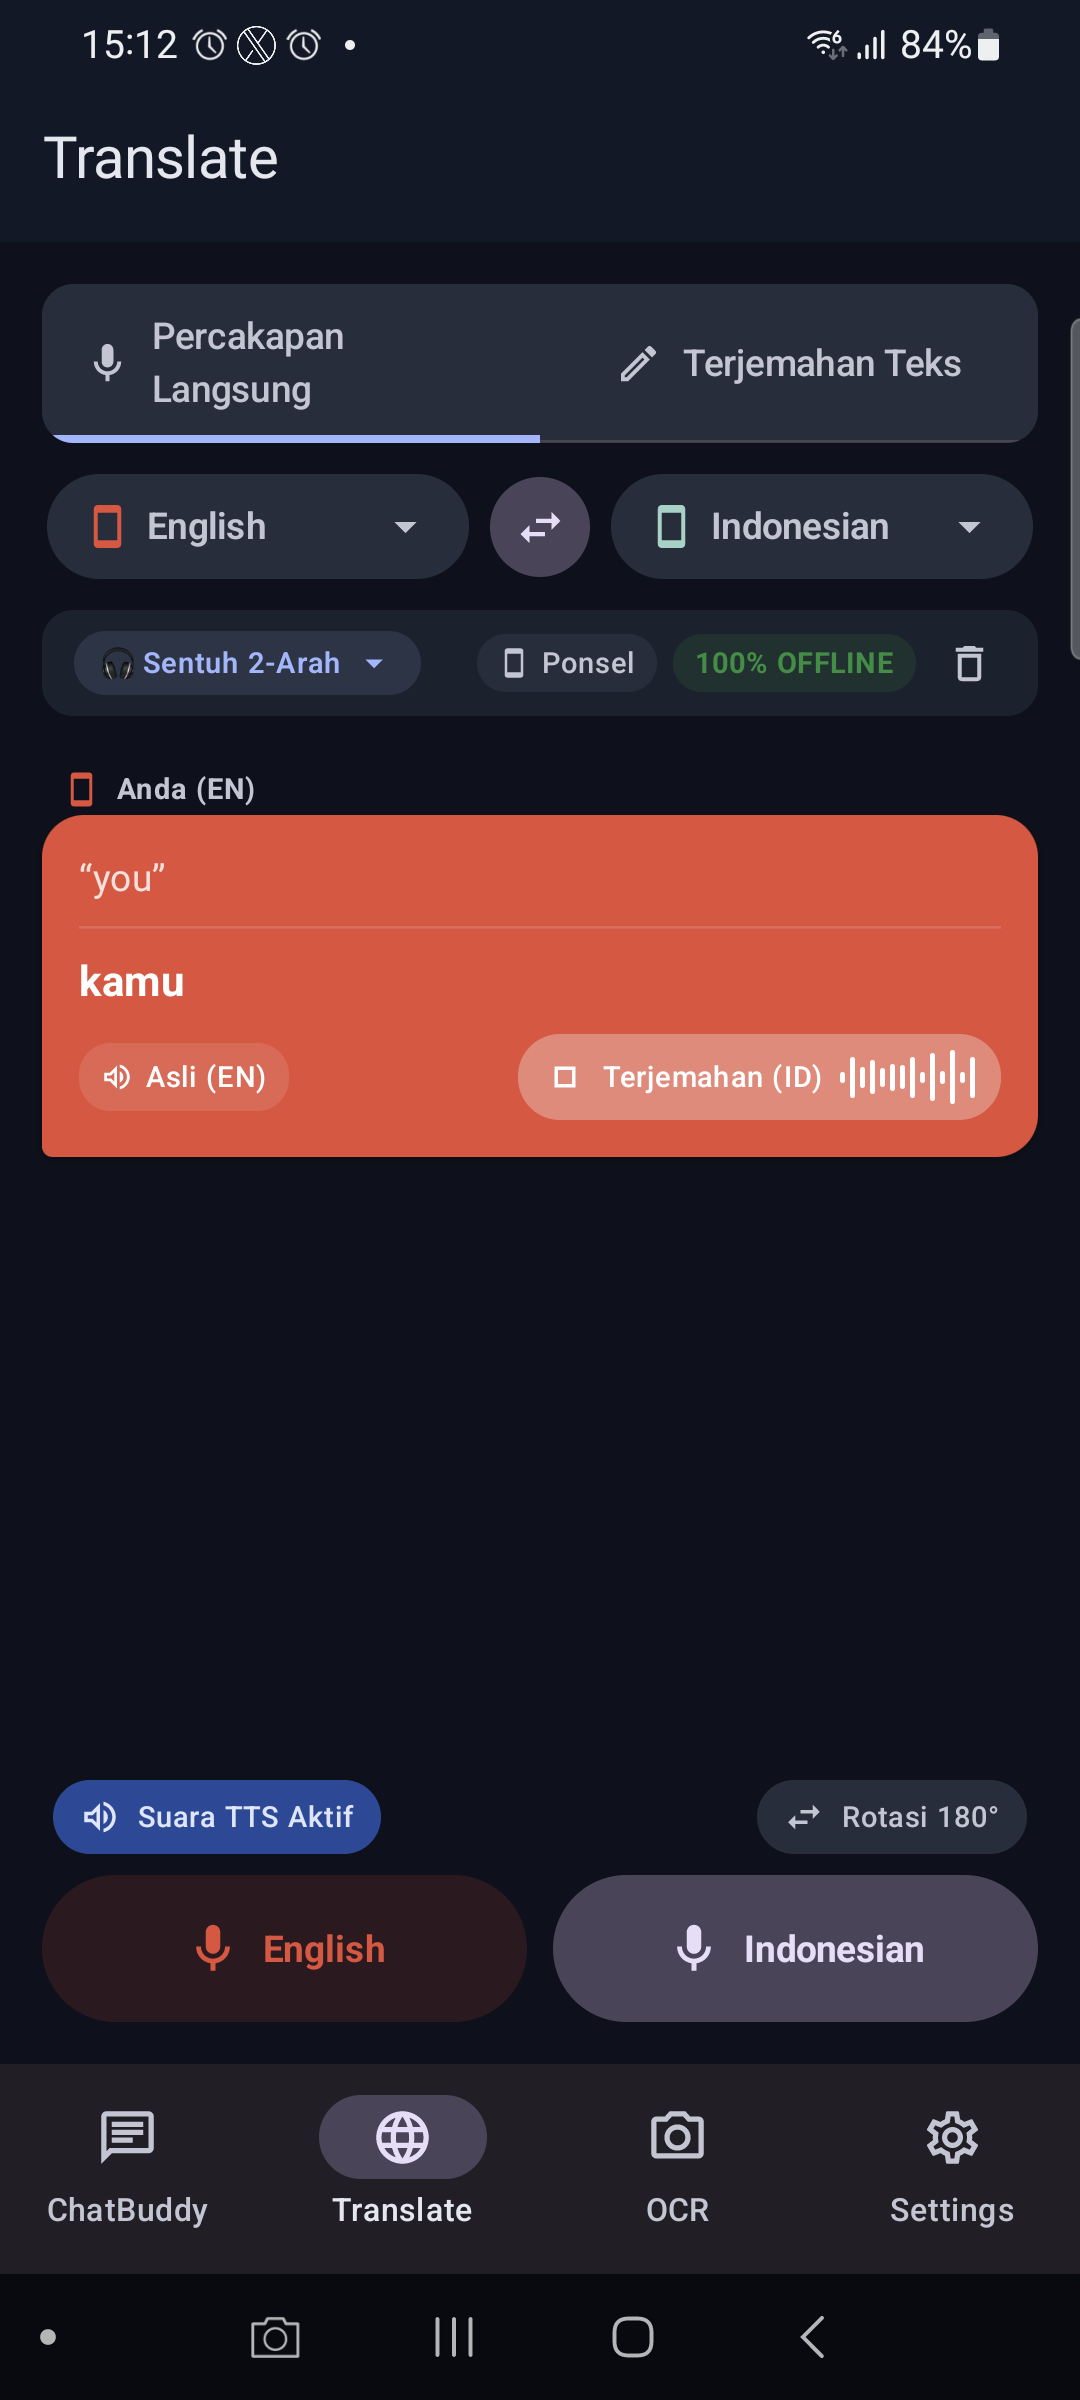 15:12
84%
Translate
Percakapan
Langsung
Terjemahan Teks
English
Indonesian
Sentuh 2-Arah
Ponsel
100% OFFLINE
Anda (EN)
“you”
kamu
Asli (EN)
Terjemahan (ID)
Suara TTS Aktif
Rotasi 180°
English
Indonesian
ChatBuddy
Translate
OCR
Settings